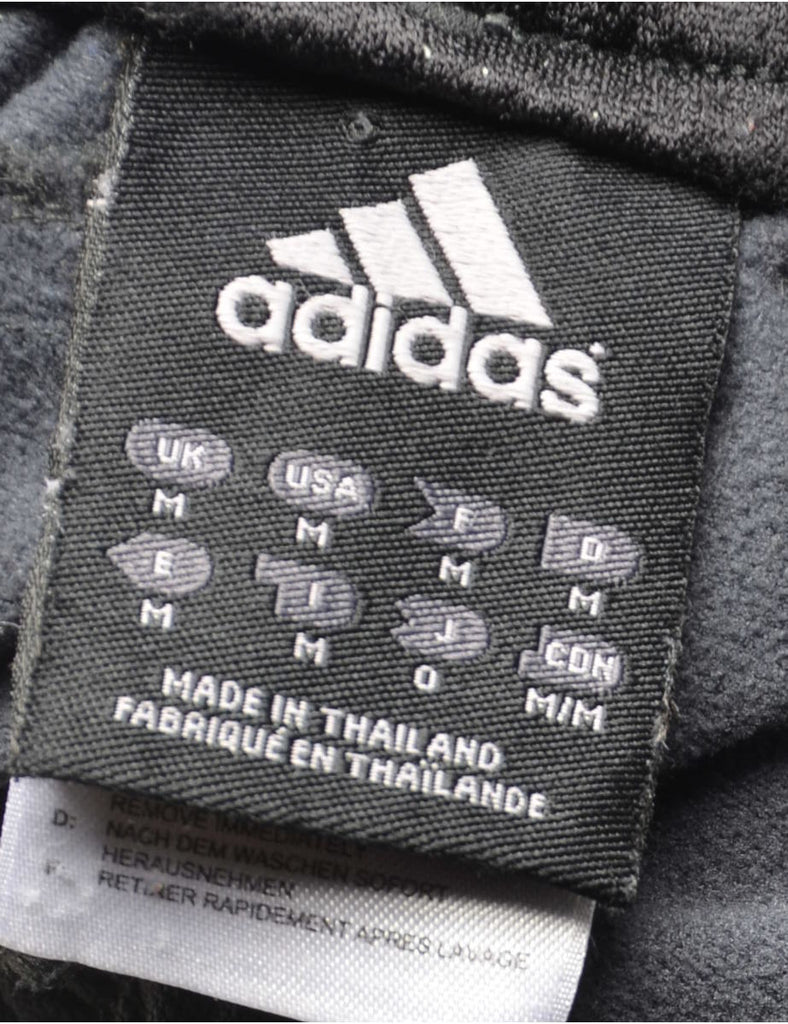 adidas
UK USA F D
M M M M
E I J CDN
M M O M/M
MADE IN THAILAND
FABRIQUÉ EN THAÏLANDE
REMOVE IMMEDIATELY
D: NACH DEM WASCHEN SOFORT
HERAUSNEHMEN
F: RETIRER RAPIDEMENT APRES LAVAGE